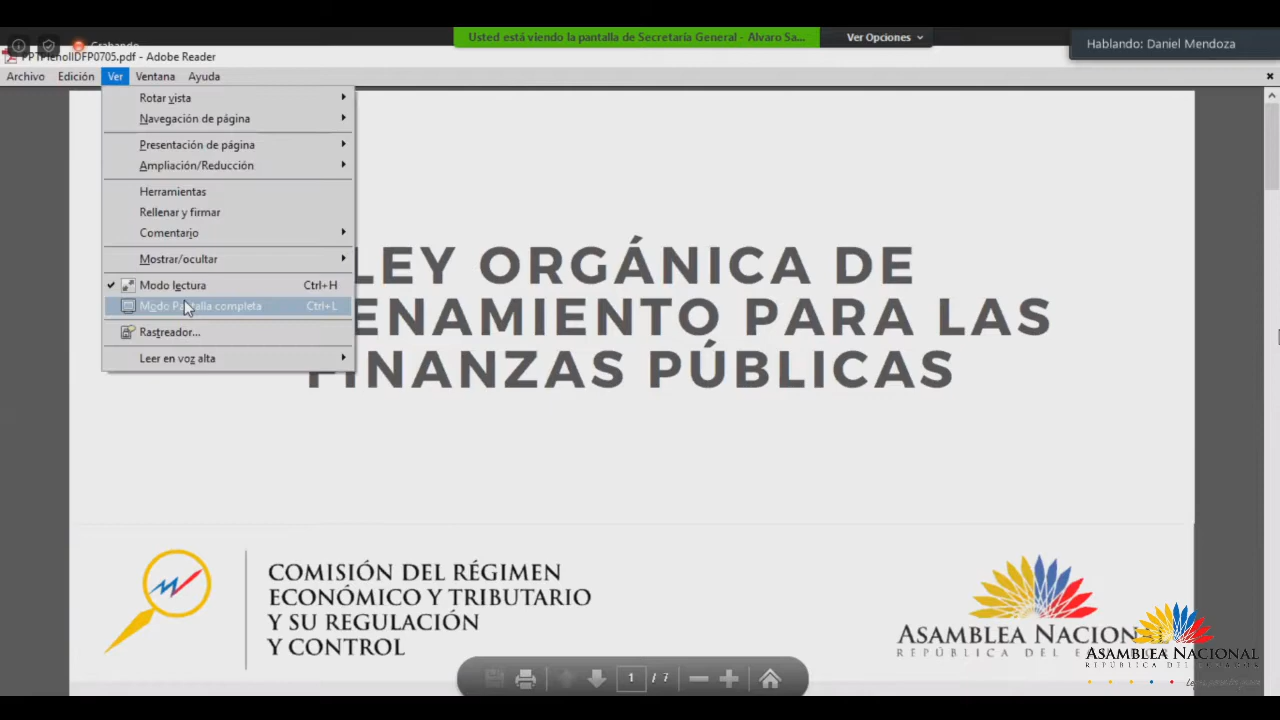 Grabando
Usted está viendo la pantalla de Secretaría General - Alvaro Sa...
Ver Opciones
Hablando: Daniel Mendoza
PPTPlenoIIDFP0705.pdf - Adobe Reader
Archivo Edición Ver Ventana Ayuda
Rotar vista
Navegación de página
Presentación de página
Ampliación/Reducción
Herramientas
Rellenar y firmar
Comentario
Mostrar/ocultar
Modo lectura Ctrl+H
Modo Pantalla completa Ctrl+L
Rastreador...
Leer en voz alta
LEY ORGÁNICA DE
ENAMIENTO PARA LAS
FINANZAS PÚBLICAS
COMISIÓN DEL RÉGIMEN
ECONÓMICO Y TRIBUTARIO
Y SU REGULACIÓN
Y CONTROL
ASAMBLEA NACIONAL
REPÚBLICA DEL E
ASAMBLEA NACIONAL
REPÚBLICA DEL ECUADOR
1 / 7